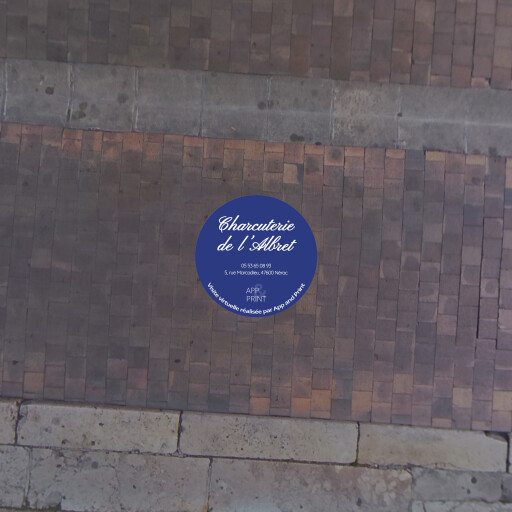 Charcuterie
de l'Albret
05 53 65 08 93
5, rue Marcadieu, 47600 Nérac
APP &
PRINT
Visite virtuelle réalisée par App and Print